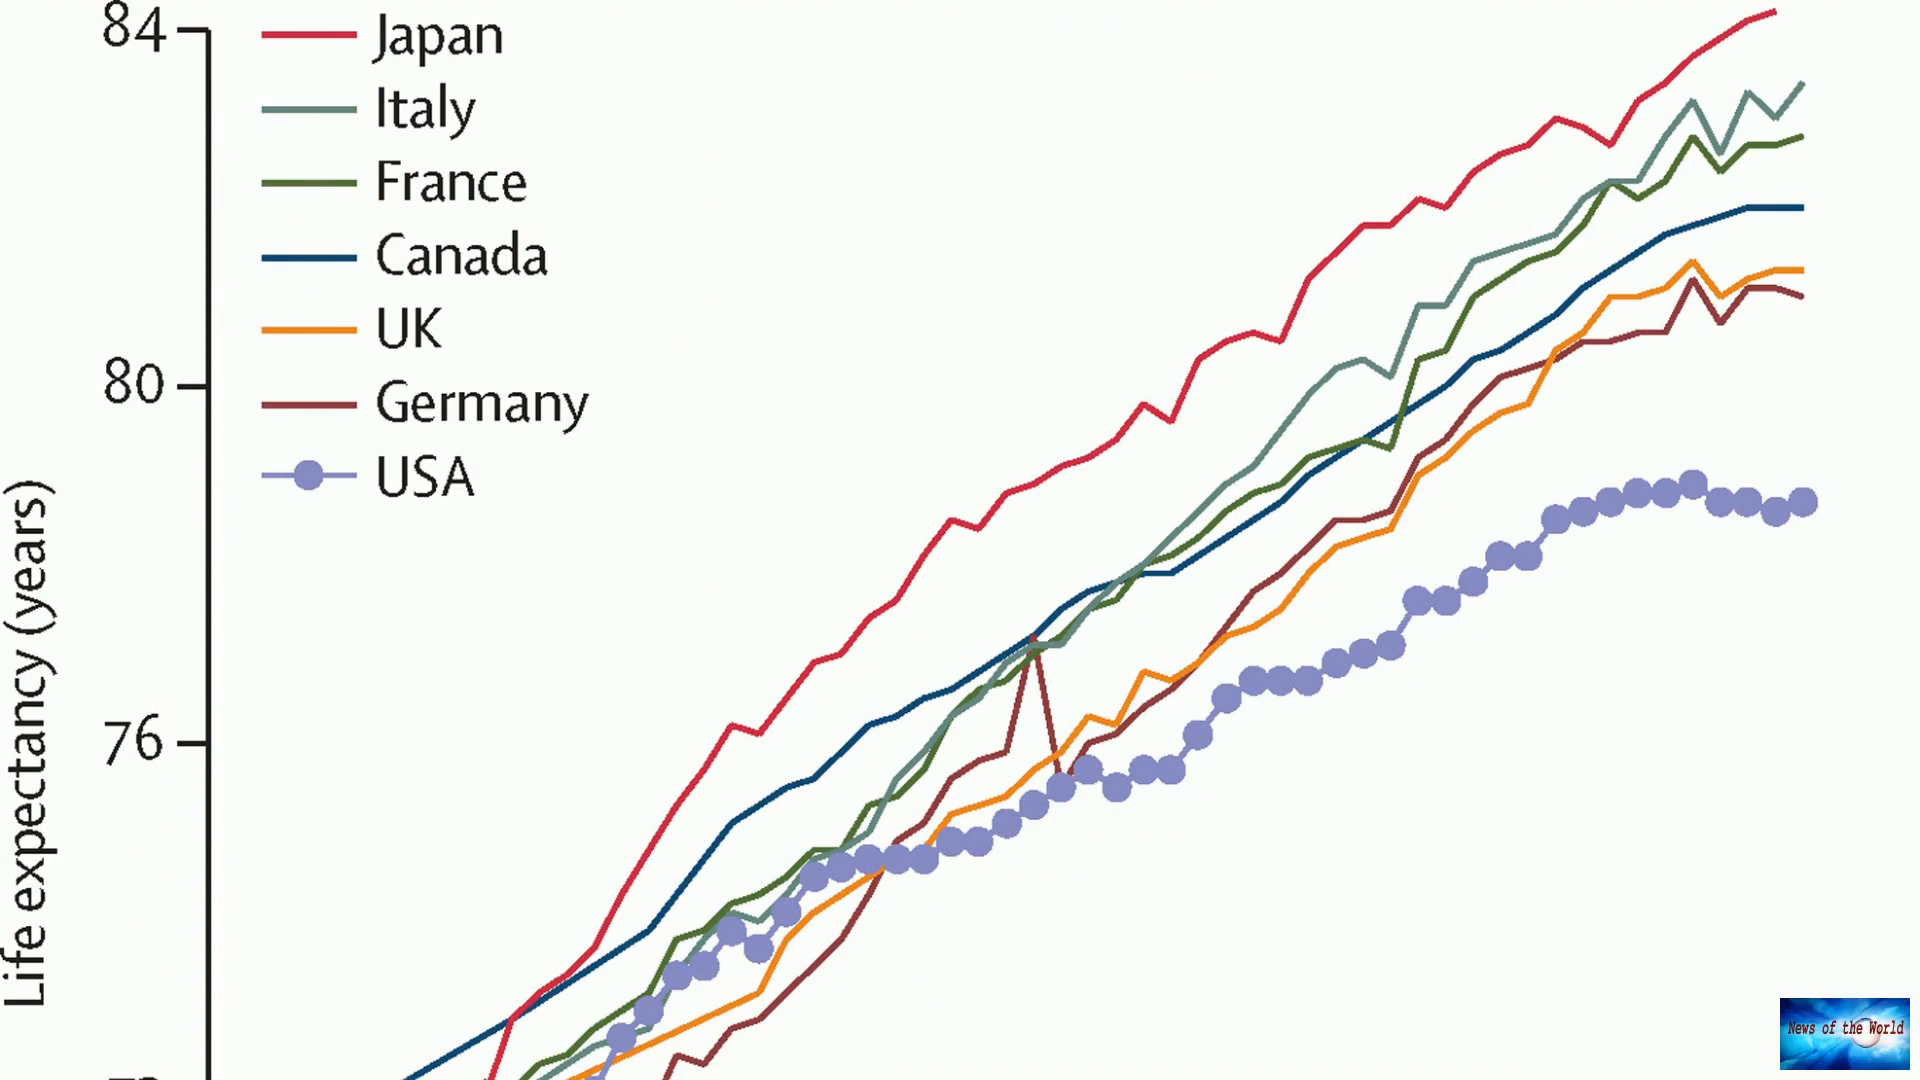 84
Japan
Italy
France
Canada
UK
80
Germany
USA
Life expectancy (years)
76
News of the World